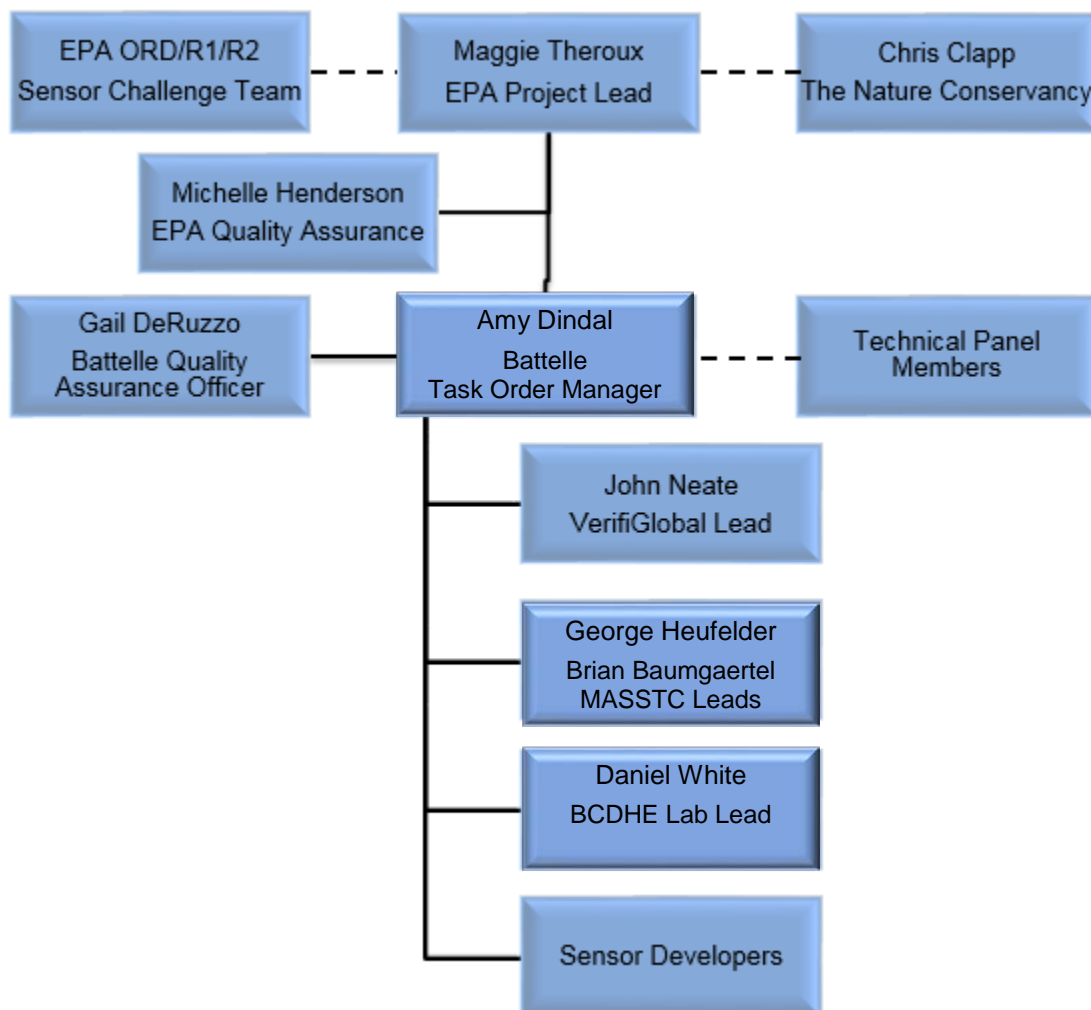 EPA ORD/R1/R2
Sensor Challenge Team
Maggie Theroux
EPA Project Lead
Chris Clapp
The Nature Conservancy
Michelle Henderson
EPA Quality Assurance
Gail DeRuzzo
Battelle Quality
Assurance Officer
Amy Dindal
Battelle
Task Order Manager
Technical Panel
Members
John Neate
VerifiGlobal Lead
George Heufelder
Brian Baumgaertel
MASSTC Leads
Daniel White
BCDHE Lab Lead
Sensor Developers